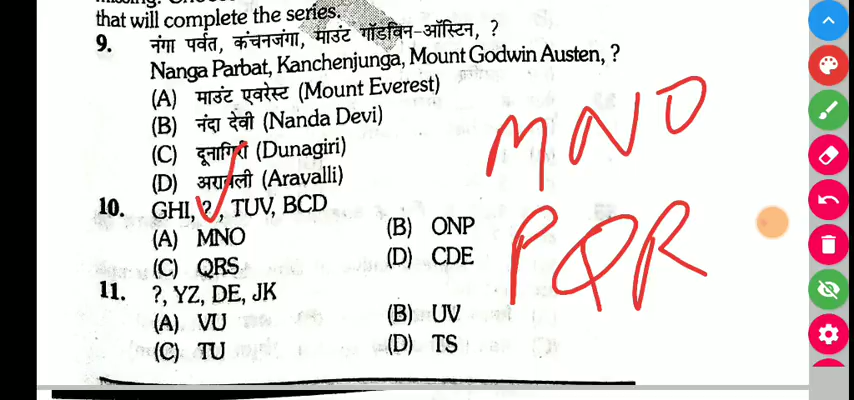 that will complete the series.
9. नंगा पर्वत, कंचनजंगा, माउंट गॉडविन-ऑस्टिन, ?
Nanga Parbat, Kanchenjunga, Mount Godwin Austen, ?
(A) माउंट एवरेस्ट (Mount Everest)
(B) नंदा देवी (Nanda Devi)
(C) दूनागिरी (Dunagiri)
(D) अरावली (Aravalli)
10. GHI, ?, TUV, BCD
(A) MNO (B) ONP
(C) QRS (D) CDE
11. ?, YZ, DE, JK
(A) VU (B) UV
(C) TU (D) TS
MNO
PQR